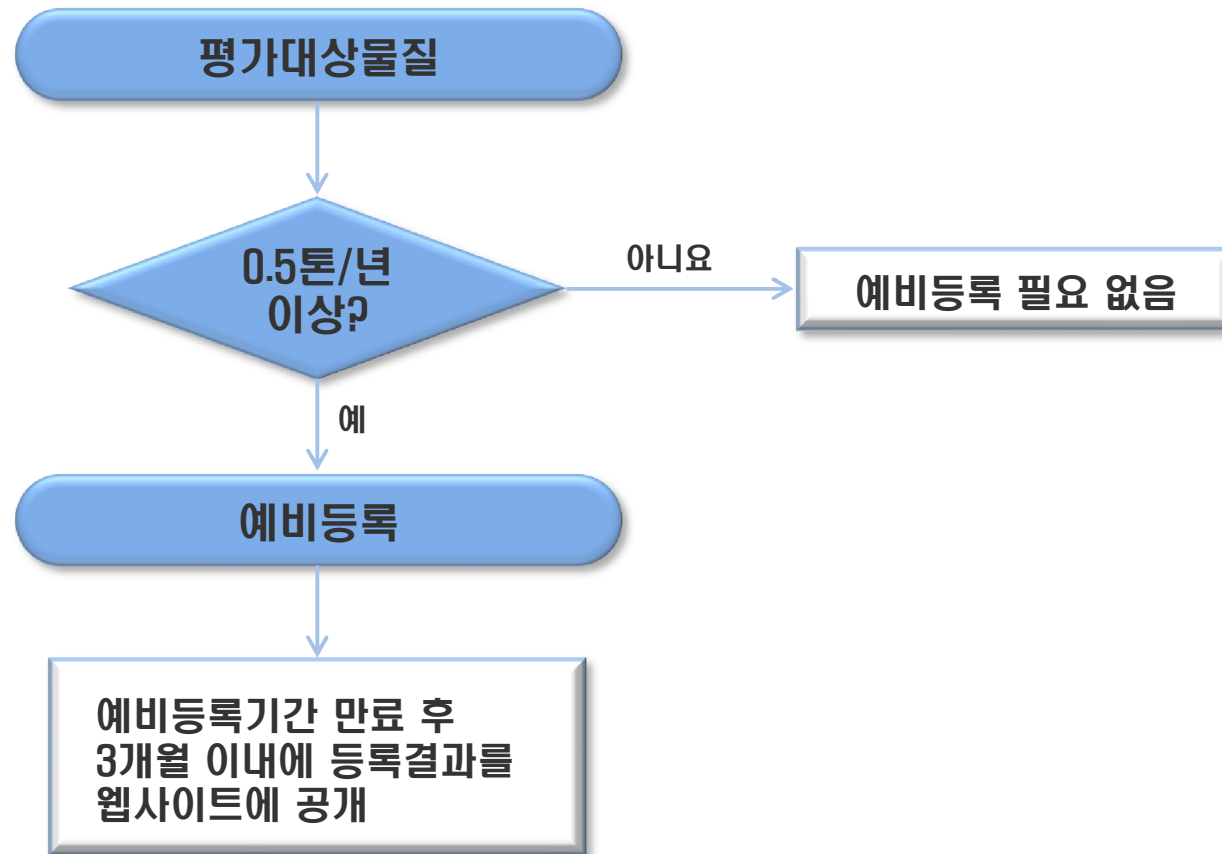 평가대상물질
0.5톤/년
이상?
아니요
예비등록 필요 없음
예
예비등록
예비등록기간 만료 후
3개월 이내에 등록결과를
웹사이트에 공개